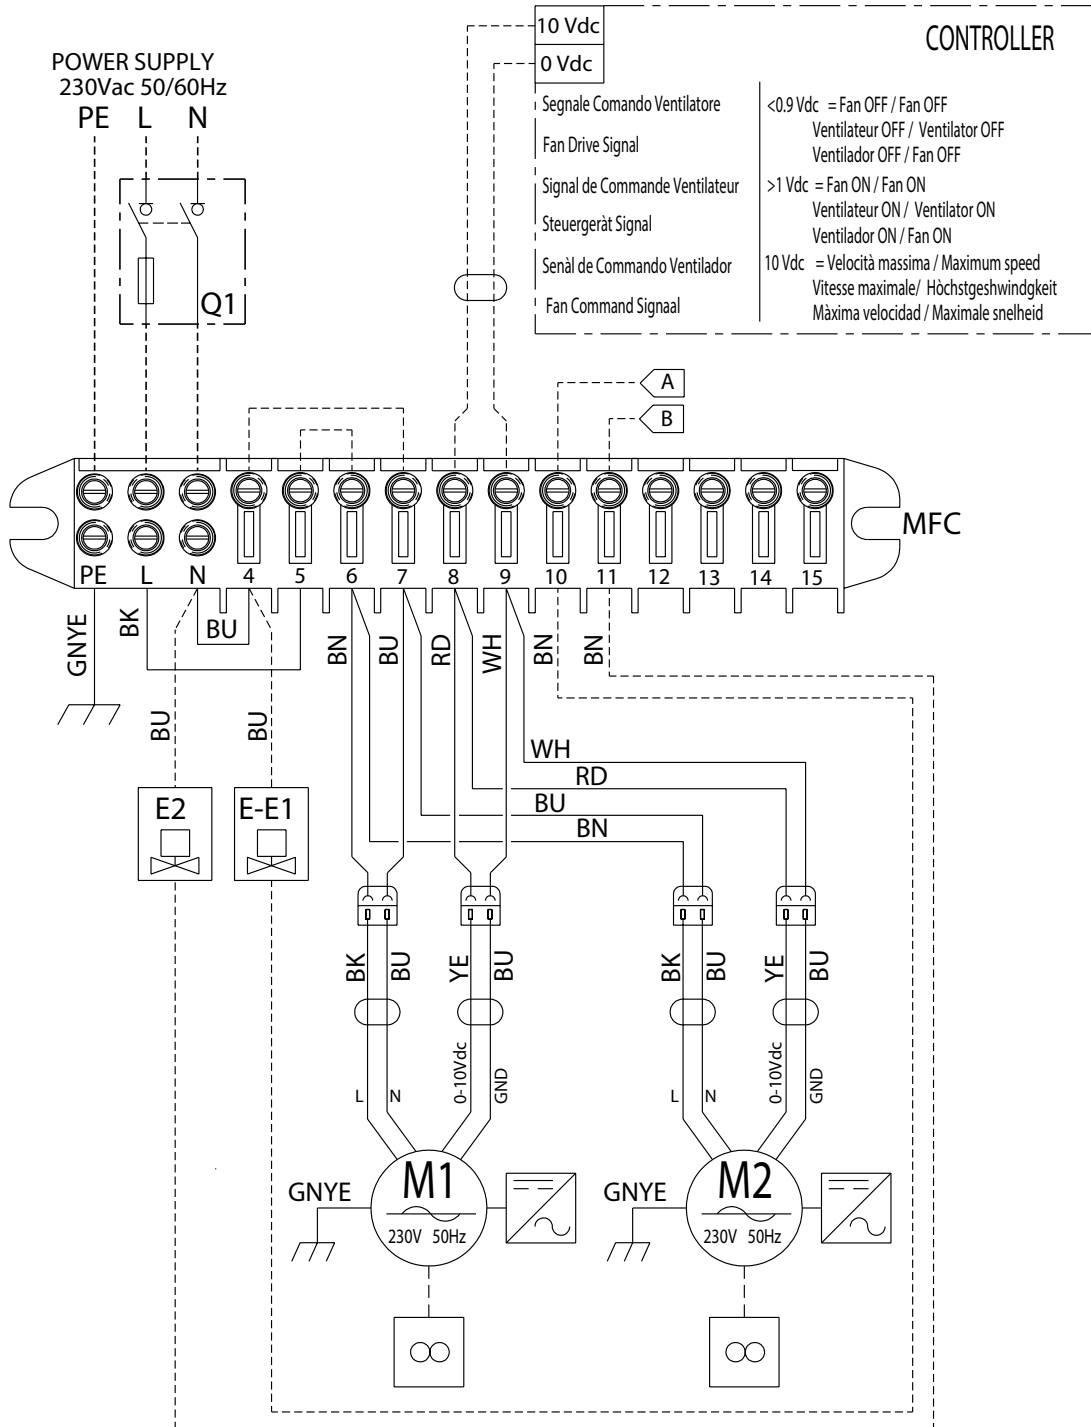 10 Vdc
0 Vdc
CONTROLLER
POWER SUPPLY
230Vac 50/60Hz
PE L N
Segnale Comando Ventilatore
Fan Drive Signal
Signal de Commande Ventilateur
Steuergeràt Signal
Senàl de Commando Ventilador
Fan Command Signaal
<0.9 Vdc = Fan OFF / Fan OFF
Ventilateur OFF / Ventilator OFF
Ventilador OFF / Fan OFF
>1 Vdc = Fan ON / Fan ON
Ventilateur ON / Ventilator ON
Ventilador ON / Fan ON
10 Vdc = Velocità massima / Maximum speed
Vitesse maximale/ Hòchstgeshwindgkeit
Màxima velocidad / Maximale snelheid
Q1
A
B
MFC
PE L N 4 5 6 7 8 9 10 11 12 13 14 15
GNYE BK BU BN BU RD WH BN BN
BU BU
WH
RD
BU
BN
E2 E-E1
BK BU YE BU BK BU YE BU
L N 0-10Vdc GND L N 0-10Vdc GND
GNYE M1 GNYE M2
230V 50Hz 230V 50Hz